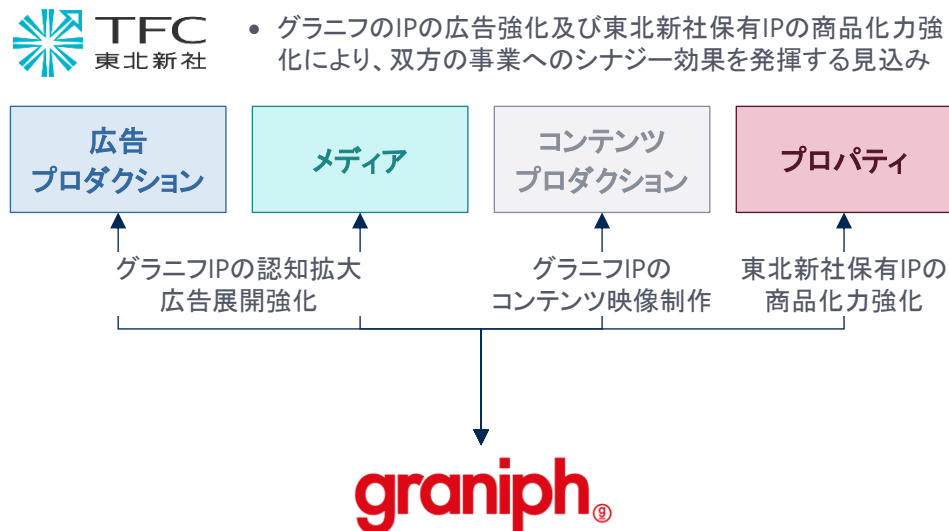 TFC
東北新社
• グラニフのIPの広告強化及び東北新社保有IPの商品化力強
化により、双方の事業へのシナジー効果を発揮する見込み
広告
プロダクション
メディア
コンテンツ
プロダクション
プロパティ
グラニフIPの認知拡大
広告展開強化
グラニフIPの
コンテンツ映像制作
東北新社保有IPの
商品化力強化
graniph
g